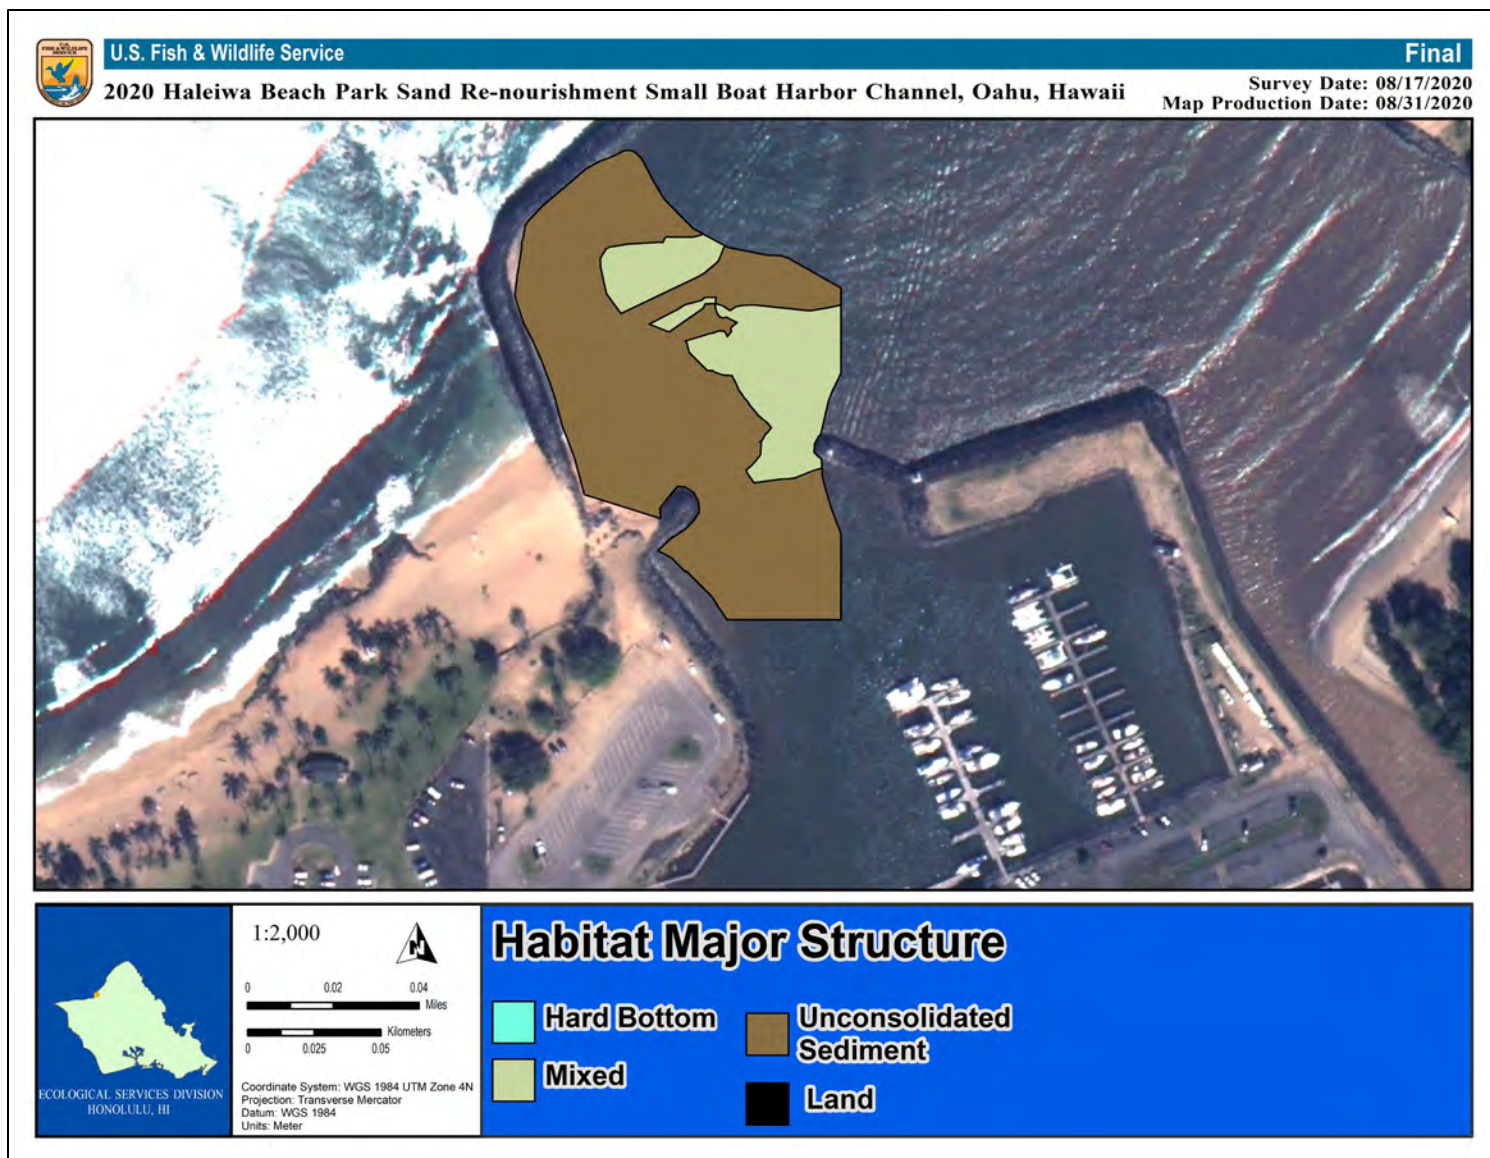 U.S.
FISH & WILDLIFE
SERVICE
U.S. Fish & Wildlife Service
Final
2020 Haleiwa Beach Park Sand Re-nourishment Small Boat Harbor Channel, Oahu, Hawaii
Survey Date: 08/17/2020
Map Production Date: 08/31/2020
ECOLOGICAL SERVICES DIVISION
HONOLULU, HI
1:2,000
N
0 0.02 0.04
Miles
Kilometers
0 0.025 0.05
Coordinate System: WGS 1984 UTM Zone 4N
Projection: Transverse Mercator
Datum: WGS 1984
Units: Meter
Habitat Major Structure
Hard Bottom
Mixed
Unconsolidated
Sediment
Land